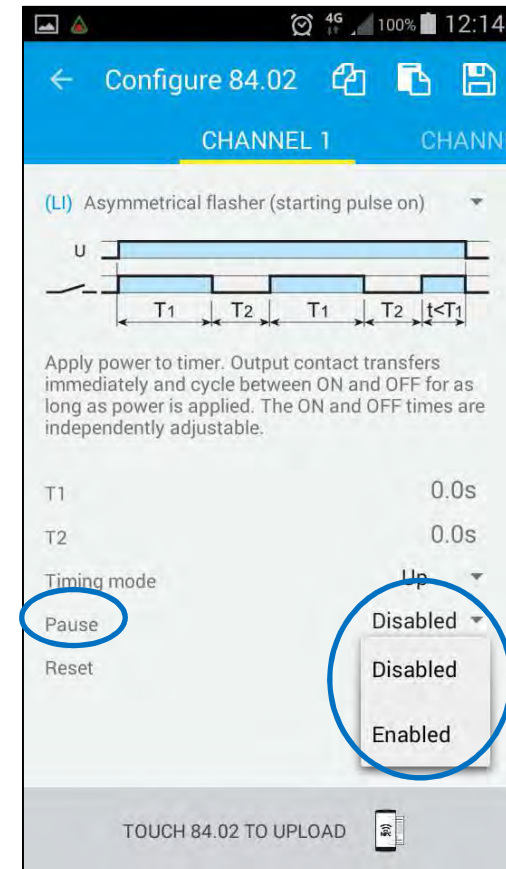 4G 100% 12:14
Configure 84.02
CHANNEL 1 CHANN
(LI) Asymmetrical flasher (starting pulse on)
U
T1 T2 T1 T2 t<T1
Apply power to timer. Output contact transfers
immediately and cycle between ON and OFF for as
long as power is applied. The ON and OFF times are
independently adjustable.
T1 0.0s
T2 0.0s
Timing mode Up
Pause Disabled
Reset
Disabled
Enabled
TOUCH 84.02 TO UPLOAD